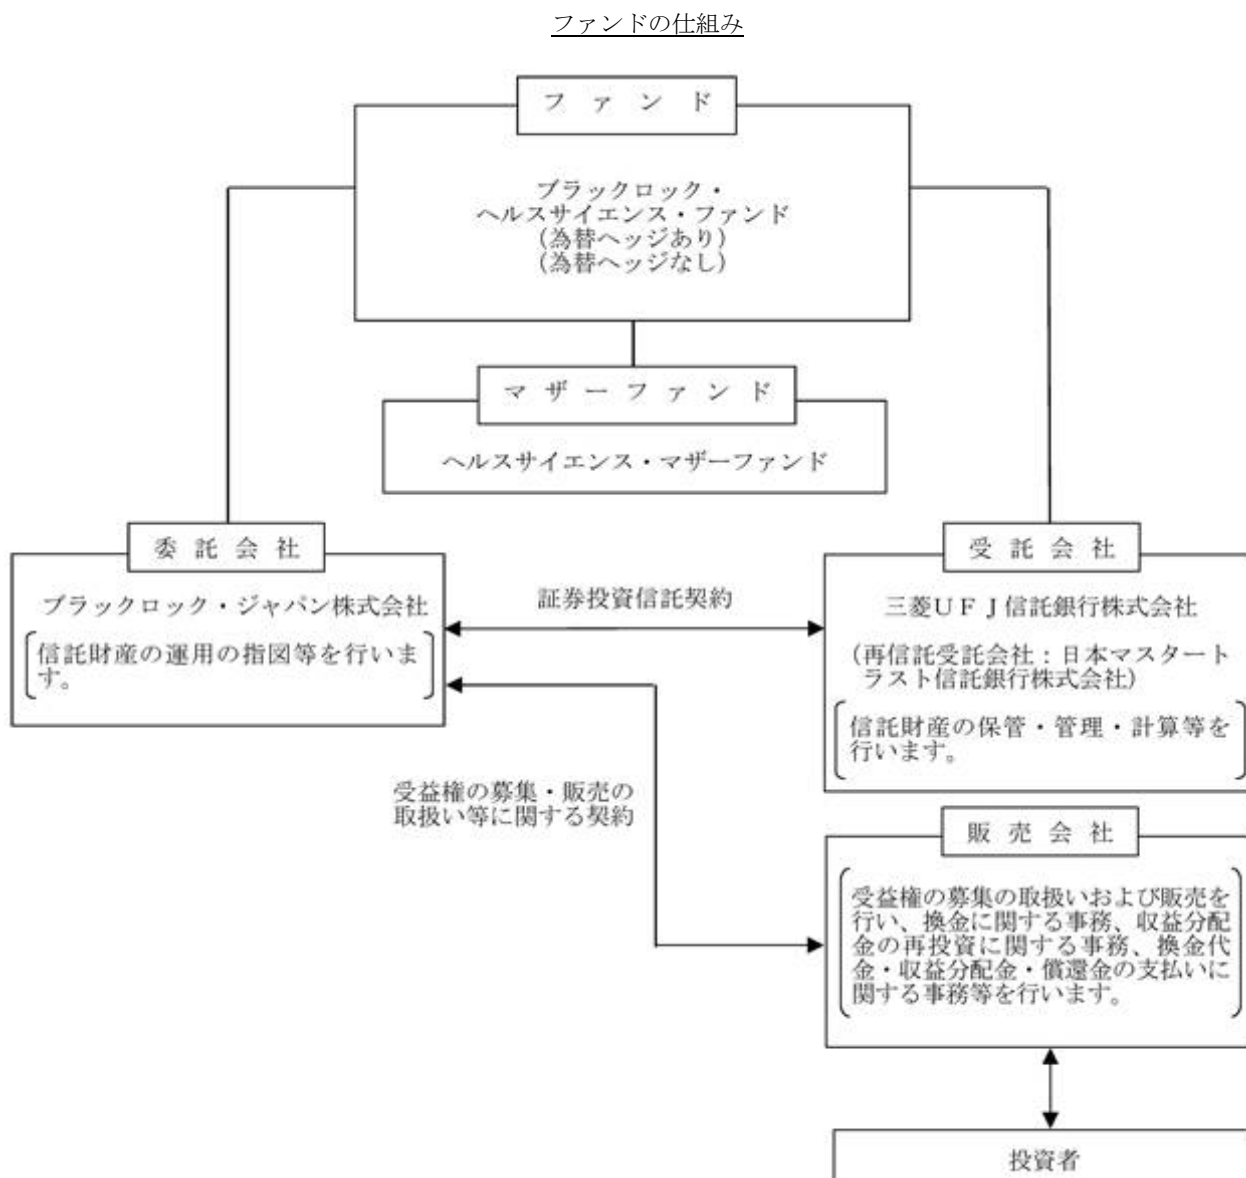 ファンドの仕組み
ファンド
ブラックロック・
ヘルスサイエンス・ファンド
(為替ヘッジあり)
(為替ヘッジなし)
マザーファンド
ヘルスサイエンス・マザーファンド
委託会社
ブラックロック・ジャパン株式会社
信託財産の運用の指図等を行いま
す。
証券投資信託契約
受託会社
三菱UFJ信託銀行株式会社
(再信託受託会社:日本マスタート
ラスト信託銀行株式会社)
信託財産の保管・管理・計算等を
行います。
受益権の募集・販売の
取扱い等に関する契約
販売会社
受益権の募集の取扱いおよび販売を
行い、換金に関する事務、収益分配
金の再投資に関する事務、換金代
金・収益分配金・償還金の支払いに
関する事務等を行います。
投資者